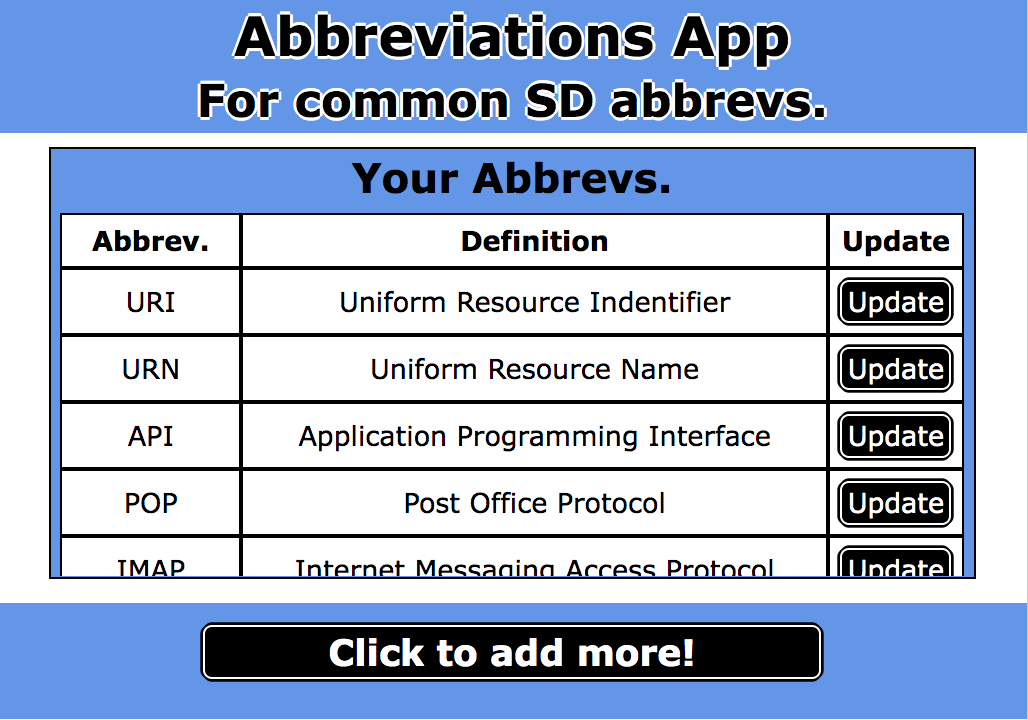 Abbreviations App
For common SD abbrevs.
Your Abbrevs.
Abbrev. Definition Update
URI Uniform Resource Indentifier Update
URN Uniform Resource Name Update
API Application Programming Interface Update
POP Post Office Protocol Update
IMAP Internet Messaging Access Protocol Update
Click to add more!